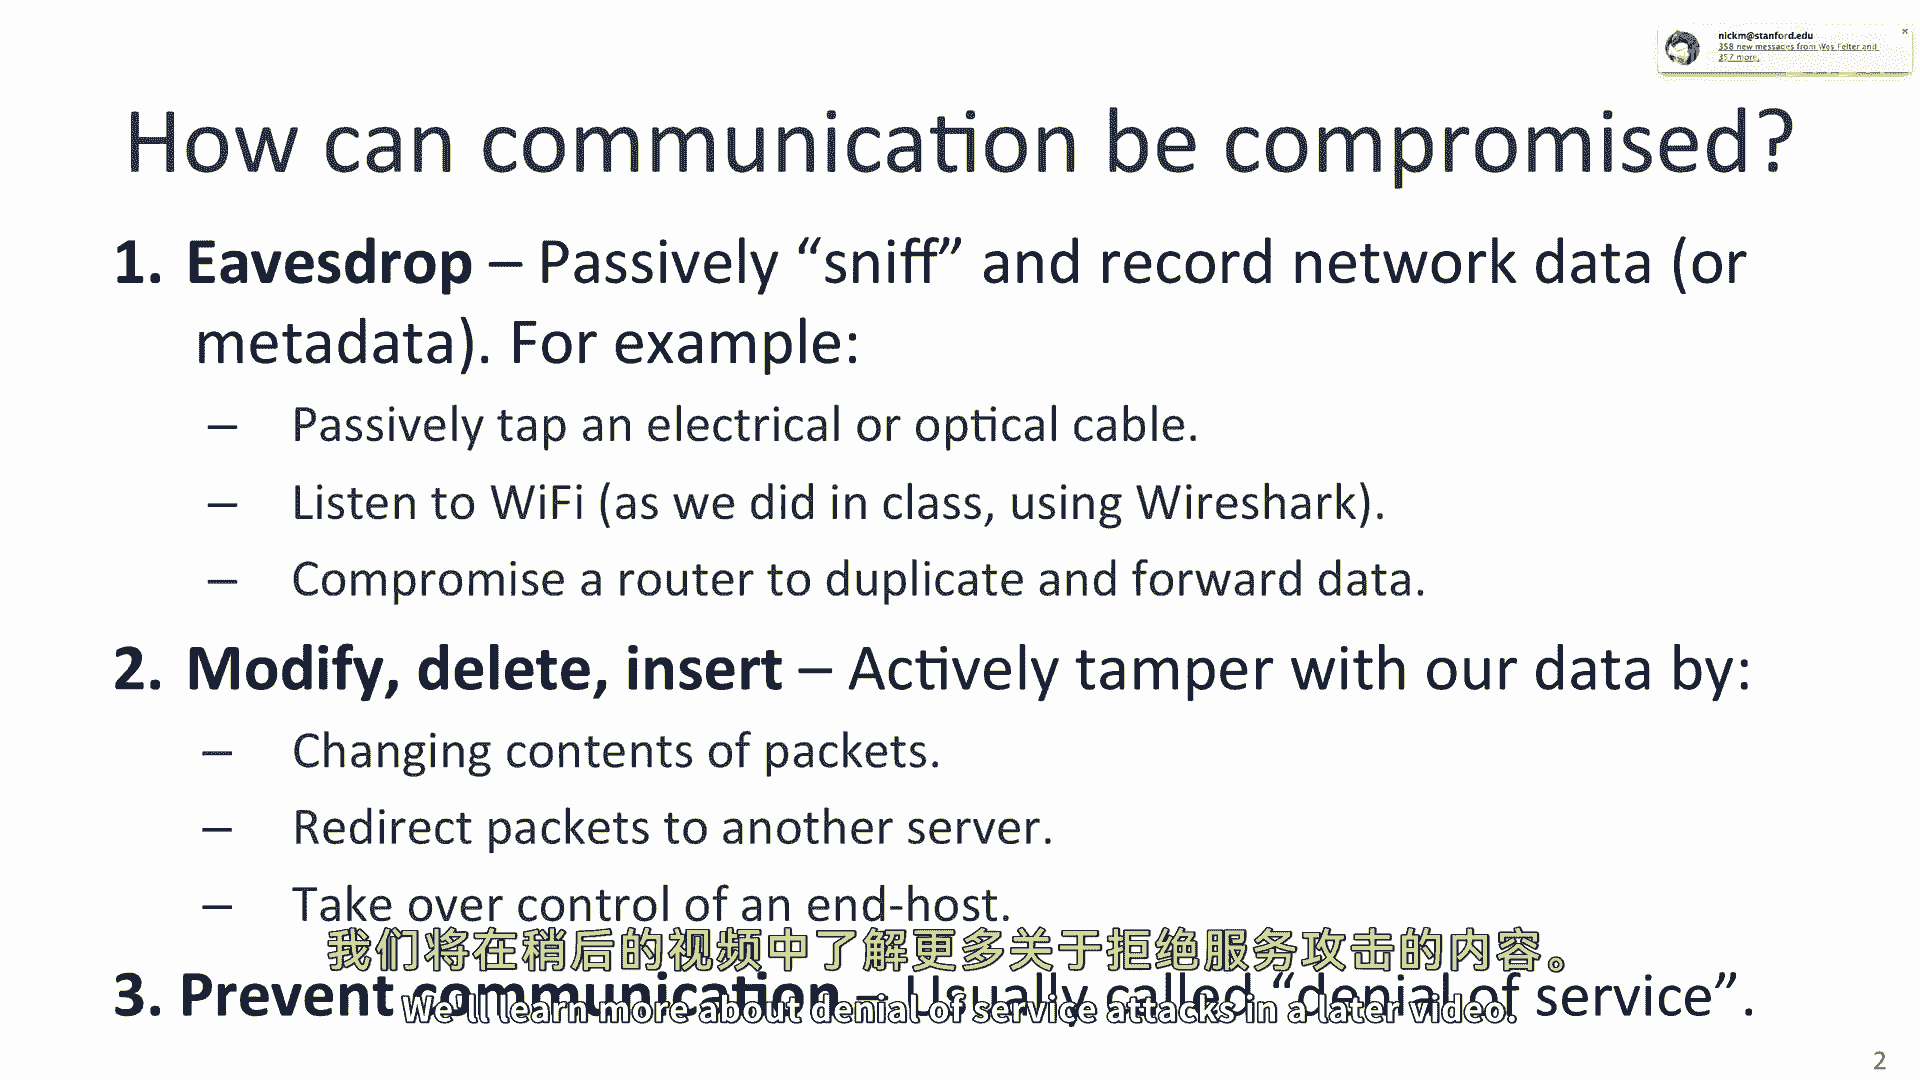 nickm@stanford.edu
358 new messages from Wes Felter and
357 more.
How can communication be compromised?
1. Eavesdrop – Passively “sniff” and record network data (or
metadata). For example:
– Passively tap an electrical or optical cable.
– Listen to WiFi (as we did in class, using Wireshark).
– Compromise a router to duplicate and forward data.
2. Modify, delete, insert – Actively tamper with our data by:
– Changing contents of packets.
– Redirect packets to another server.
– Take over control of an end-host.
我们将在稍后的视频中了解更多关于拒绝服务攻击的内容。
3. Prevent communication – Usually called “denial of service”.
We'll learn more about denial of service attacks in a later video.
2